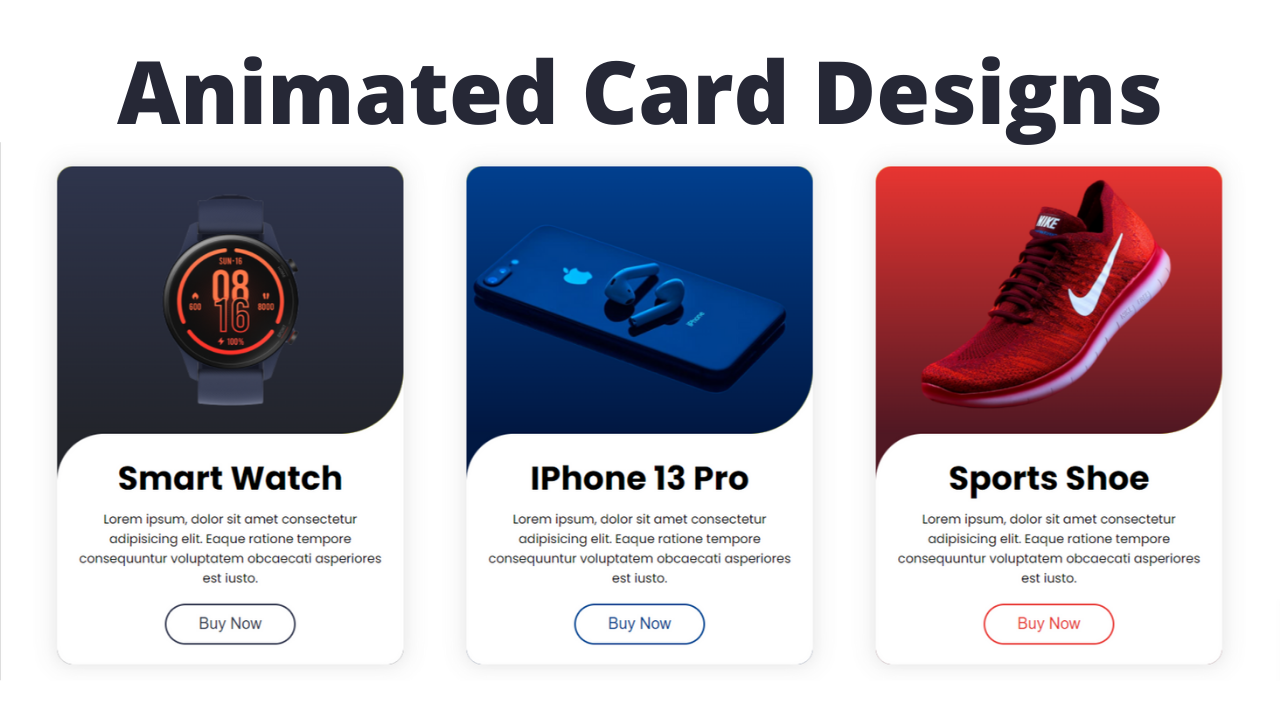 Animated Card Designs
SUN·16
08
600
8000
16
100%
Smart Watch
Lorem ipsum, dolor sit amet consectetur
adipisicing elit. Eaque ratione tempore
consequuntur voluptatem obcaecati asperiores
est iusto.
Buy Now
iPhone
IPhone 13 Pro
Lorem ipsum, dolor sit amet consectetur
adipisicing elit. Eaque ratione tempore
consequuntur voluptatem obcaecati asperiores
est iusto.
Buy Now
NIKE
Sports Shoe
Lorem ipsum, dolor sit amet consectetur
adipisicing elit. Eaque ratione tempore
consequuntur voluptatem obcaecati asperiores
est iusto.
Buy Now